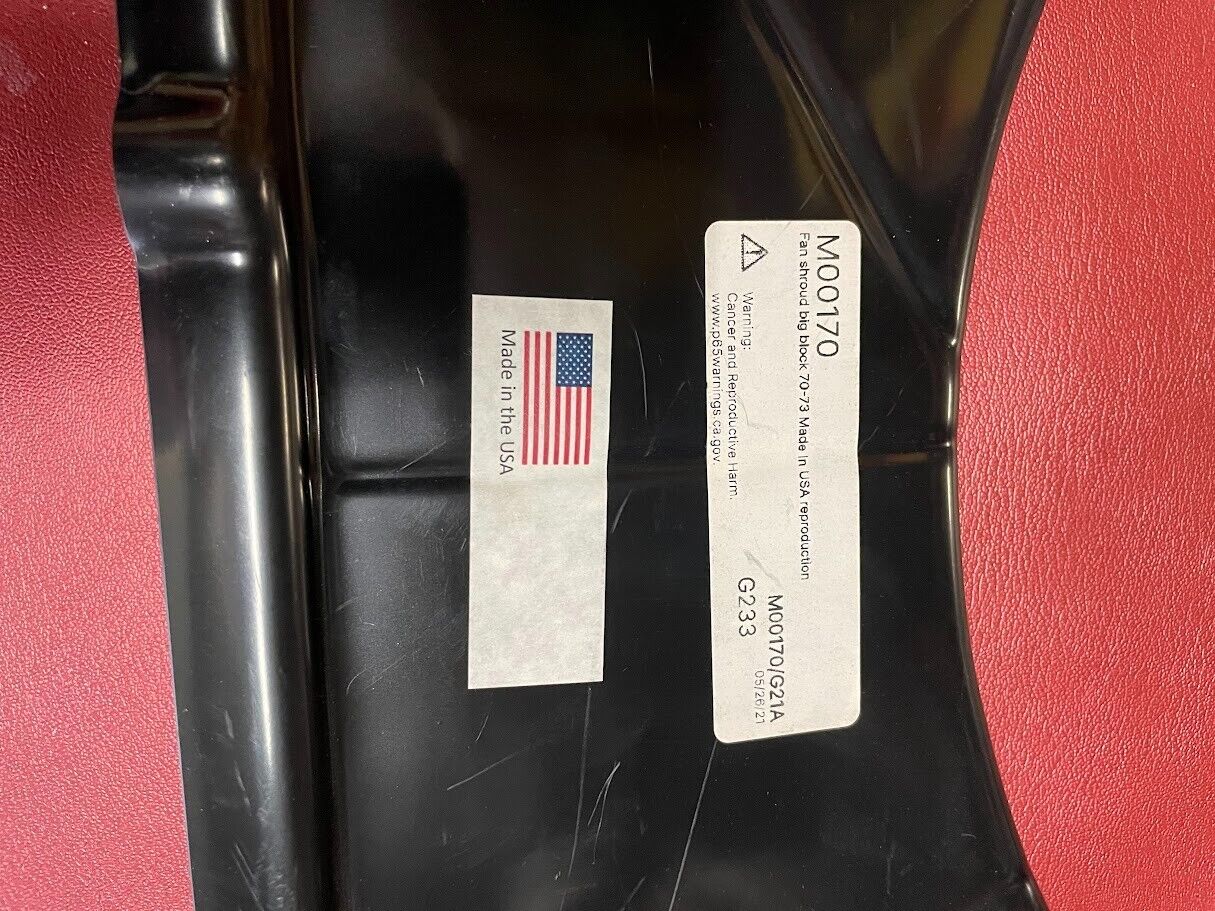 M00170
Fan shroud big block 70-73 Made In USA reproduction
Warning:
Cancer and Reproductive Harm.
www.p65warnings.ca.gov.
M00170/G21A
05/26/21
G233
Made in the USA